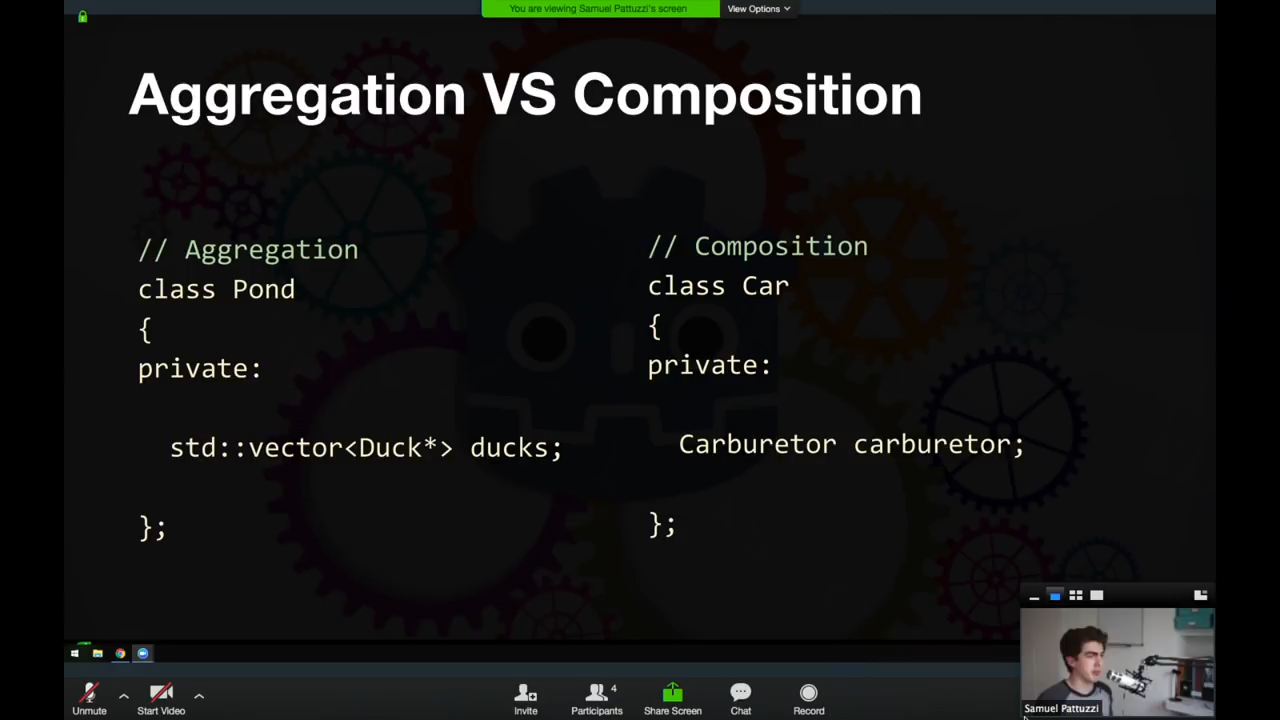 You are viewing Samuel Pattuzzi's screen
View Options
Aggregation VS Composition
// Aggregation
class Pond
{
private:
std::vector<Duck*> ducks;
};
// Composition
class Car
{
private:
Carburetor carburetor;
};
Samuel Pattuzzi
Unmute
Start Video
Invite
4
Participants
Share Screen
Chat
Record